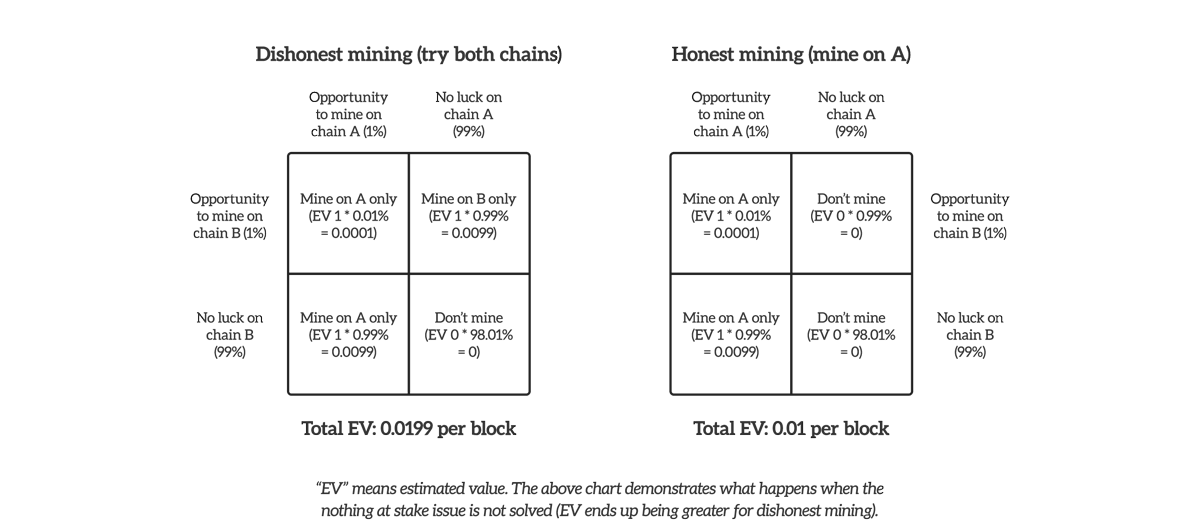 Dishonest mining (try both chains)
Opportunity
to mine on
chain A (1%)
No luck on
chain A
(99%)
Opportunity
to mine on
chain B (1%)
Mine on A only
(EV 1 * 0.01%
= 0.0001)
Mine on B only
(EV 1 * 0.99%
= 0.0099)
No luck on
chain B
(99%)
Mine on A only
(EV 1 * 0.99%
= 0.0099)
Don’t mine
(EV 0 * 98.01%
= 0)
Total EV: 0.0199 per block
Honest mining (mine on A)
Opportunity
to mine on
chain A (1%)
No luck on
chain A
(99%)
Mine on A only
(EV 1 * 0.01%
= 0.0001)
Don’t mine
(EV 0 * 0.99%
= 0)
Opportunity
to mine on
chain B (1%)
Mine on A only
(EV 1 * 0.99%
= 0.0099)
Don’t mine
(EV 0 * 98.01%
= 0)
No luck on
chain B
(99%)
Total EV: 0.01 per block
“EV” means estimated value. The above chart demonstrates what happens when the
nothing at stake issue is not solved (EV ends up being greater for dishonest mining).